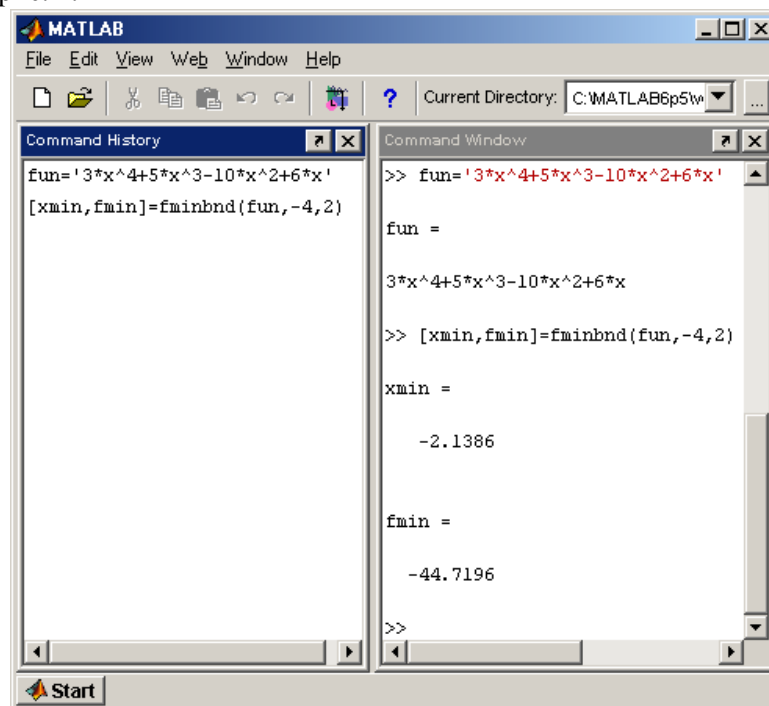 MATLAB
File Edit View Web Window Help
? Current Directory: C:\MATLAB6p5\w ...
Command History
fun='3*x^4+5*x^3-10*x^2+6*x'
[xmin,fmin]=fminbnd(fun,-4,2)
Command Window
>> fun='3*x^4+5*x^3-10*x^2+6*x'
fun =
3*x^4+5*x^3-10*x^2+6*x
>> [xmin,fmin]=fminbnd(fun,-4,2)
xmin =
-2.1386
fmin =
-44.7196
>>
Start